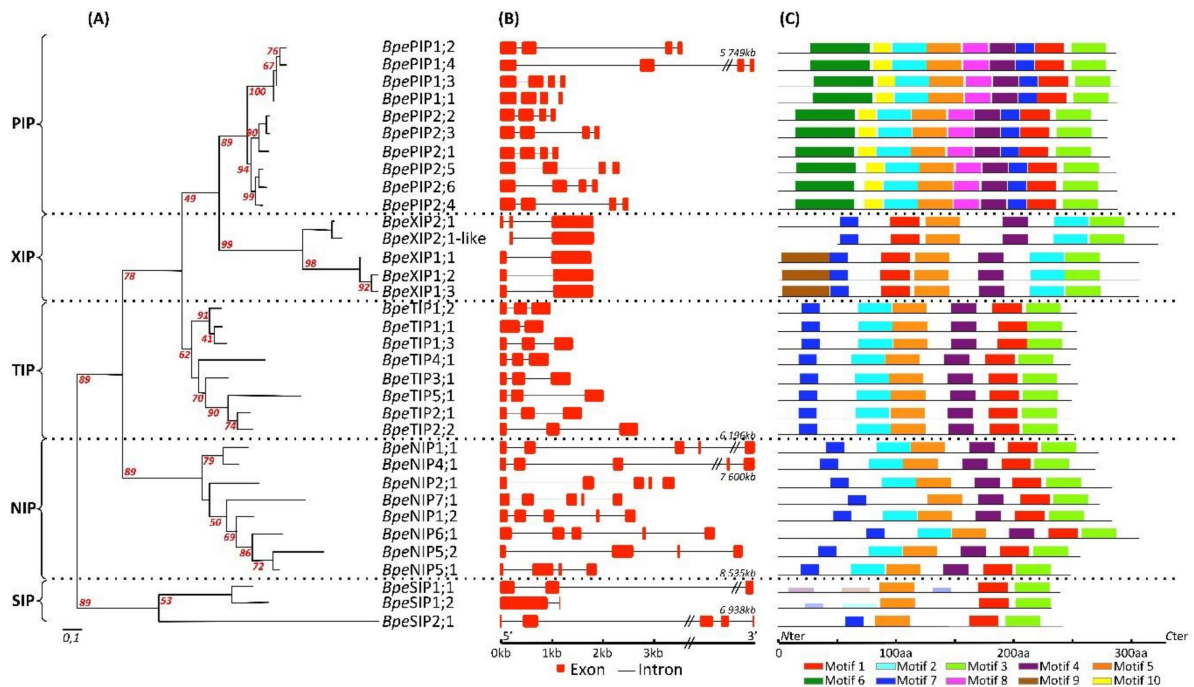 (A) (B) (C)
PIP
XIP
TIP
NIP
SIP
76
67
100
90
89
94
99
49
99
98
92
78
91
41
62
70
90
74
89
89
79
50
69
86
72
89
53
0,1
BpePIP1;2
BpePIP1;4
BpePIP1;3
BpePIP1;1
BpePIP2;2
BpePIP2;3
BpePIP2;1
BpePIP2;5
BpePIP2;6
BpePIP2;4
BpeXIP2;1
BpeXIP2;1-like
BpeXIP1;1
BpeXIP1;2
BpeXIP1;3
BpeTIP1;2
BpeTIP1;1
BpeTIP1;3
BpeTIP4;1
BpeTIP3;1
BpeTIP5;1
BpeTIP2;1
BpeTIP2;2
BpeNIP1;1
BpeNIP4;1
BpeNIP2;1
BpeNIP7;1
BpeNIP1;2
BpeNIP6;1
BpeNIP5;2
BpeNIP5;1
BpeSIP1;1
BpeSIP1;2
BpeSIP2;1
5 749kb
6 196kb
7 600kb
8 535kb
6 938kb
//
//
//
//
//
//
5’ 3’
0kb 1kb 2kb 3kb
Exon Intron
Nter Cter
100aa 200aa 300aa
Motif 1 Motif 2 Motif 3 Motif 4 Motif 5
Motif 6 Motif 7 Motif 8 Motif 9 Motif 10